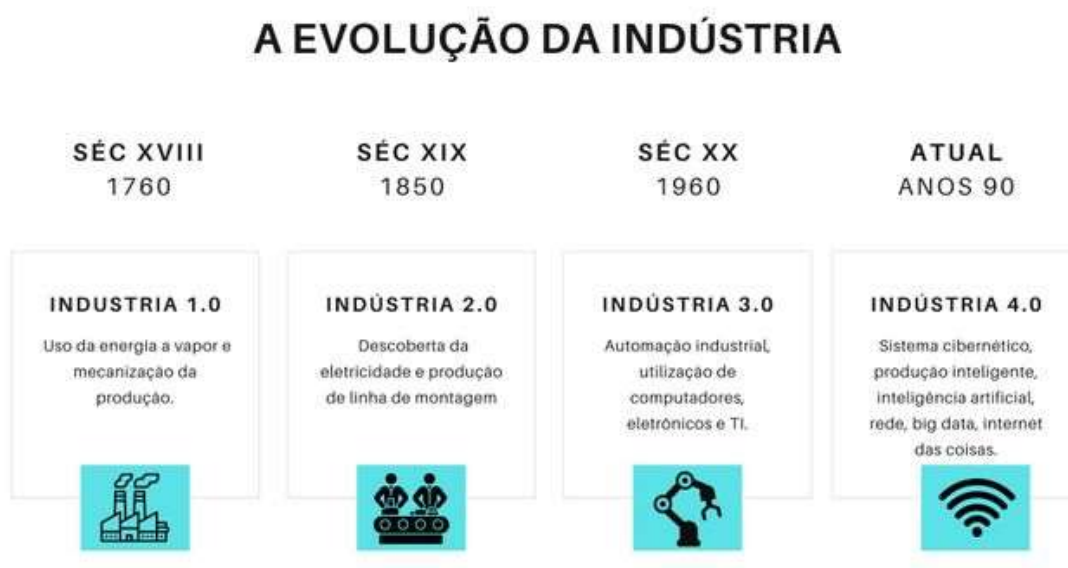 A EVOLUÇÃO DA INDÚSTRIA
SÉC XVIII
1760
SÉC XIX
1850
SÉC XX
1960
ATUAL
ANOS 90
INDUSTRIA 1.0
Uso da energia a vapor e
mecanização da
produção.
INDÚSTRIA 2.0
Descoberta da
eletricidade e produção
de linha de montagem
INDÚSTRIA 3.0
Automação industrial,
utilização de
computadores,
eletrônicos e TI.
INDÚSTRIA 4.0
Sistema cibernético,
produção inteligente,
inteligência artificial,
rede, big data, internet
das coisas.